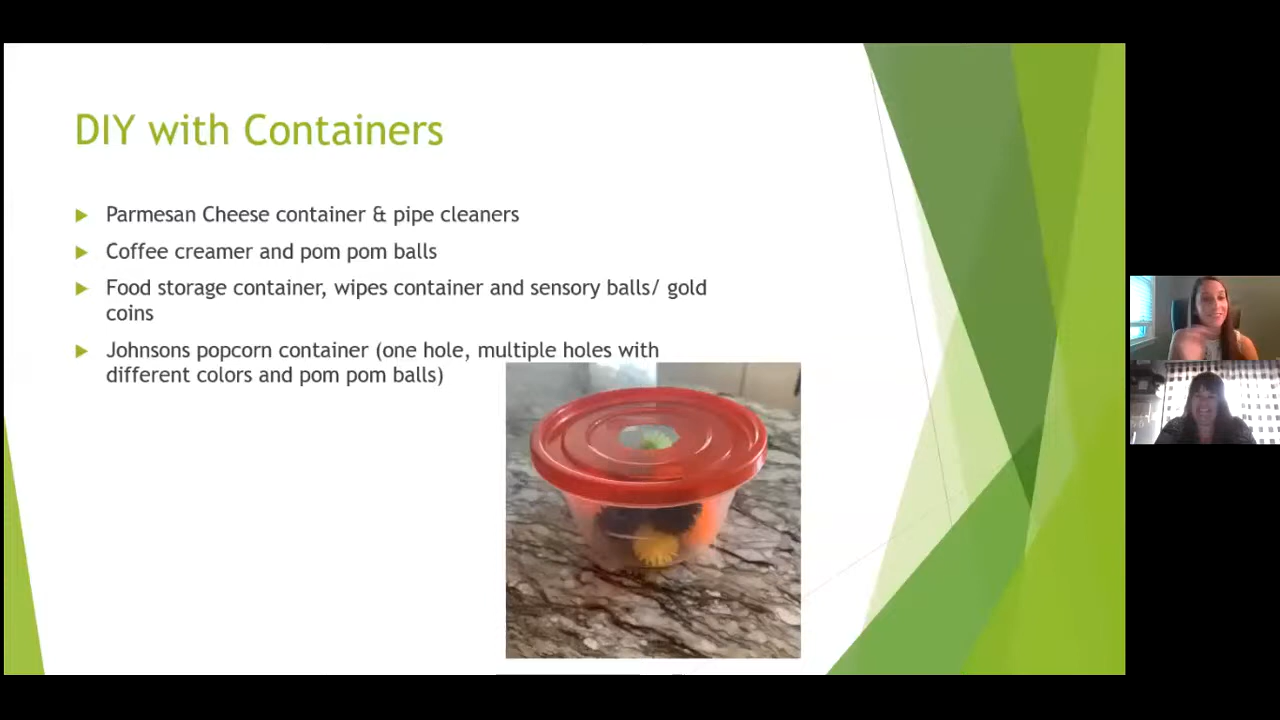 DIY with Containers
Parmesan Cheese container & pipe cleaners
Coffee creamer and pom pom balls
Food storage container, wipes container and sensory balls/ gold
coins
Johnsons popcorn container (one hole, multiple holes with
different colors and pom pom balls)